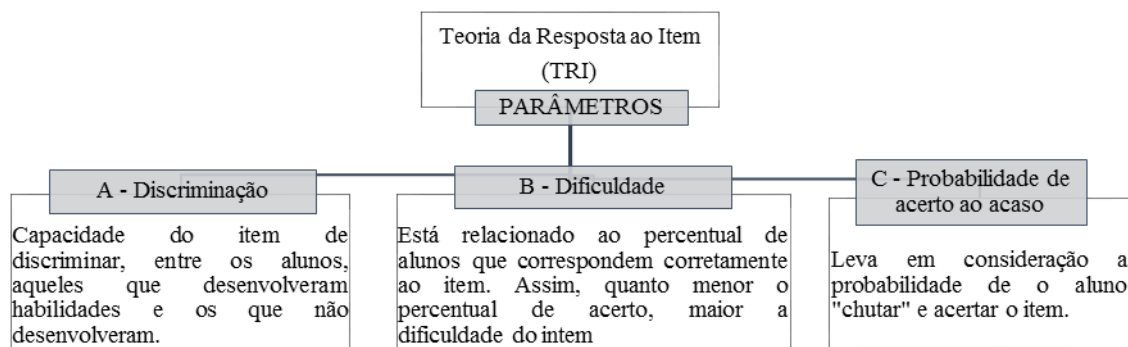 Teoria da Resposta ao Item
(TRI)
PARÂMETROS
A - Discriminação
Capacidade do item de
discriminar, entre os alunos,
aqueles que desenvolveram
habilidades e os que não
desenvolveram.
B - Dificuldade
Está relacionado ao percentual de
alunos que correspondem corretamente
ao item. Assim, quanto menor o
percentual de acerto, maior a
dificuldade do intem
C - Probabilidade de
acerto ao acaso
Leva em consideração a
probabilidade de o aluno
"chutar" e acertar o item.